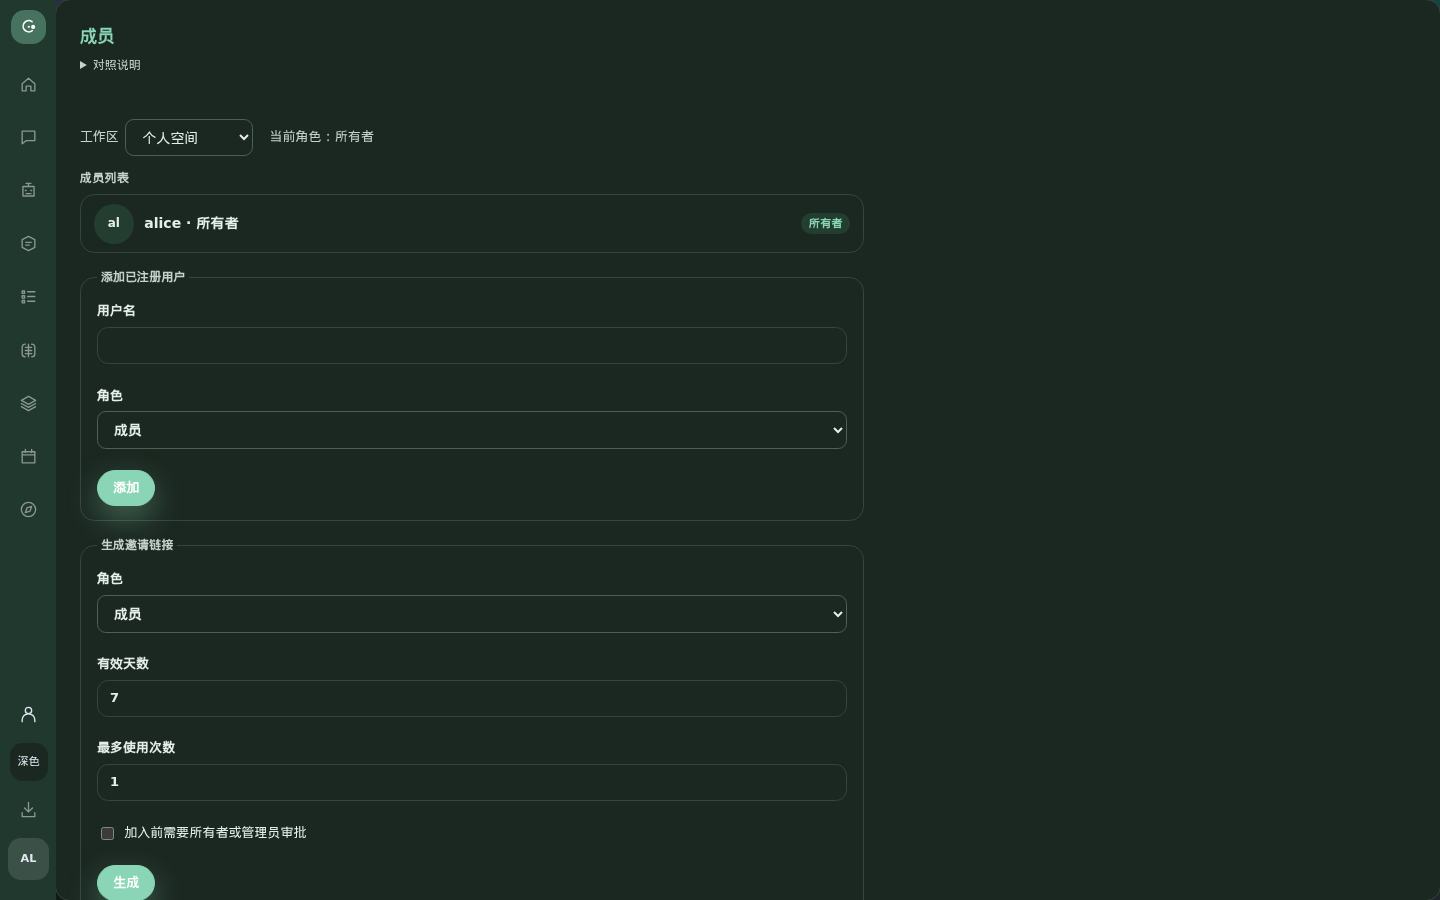 成员
对照说明
工作区 个人空间 当前角色：所有者
成员列表
al alice · 所有者 所有者
添加已注册用户
用户名
角色
成员
添加
生成邀请链接
角色
成员
有效天数
7
最多使用次数
1
加入前需要所有者或管理员审批
生成
深色
AL